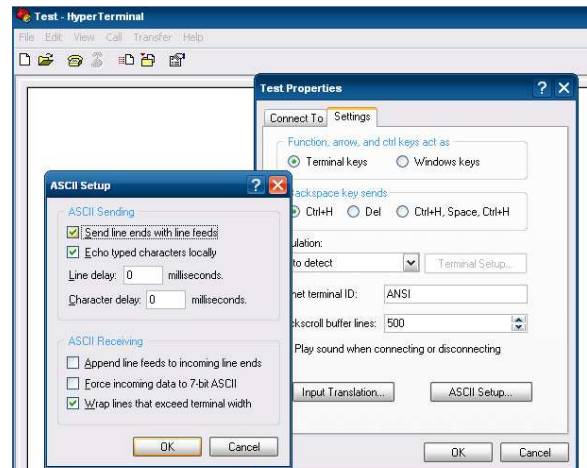 Test - HyperTerminal
File Edit View Call Transfer Help
Test Properties
Connect To Settings
Function, arrow, and ctrl keys act as
Terminal keys Windows keys
Backspace key sends
Ctrl+H Del Ctrl+H, Space, Ctrl+H
ulation:
to detect Terminal Setup...
net terminal ID: ANSI
ckscroll buffer lines: 500
Play sound when connecting or disconnecting
Input Translation... ASCII Setup...
OK Cancel
ASCII Setup
ASCII Sending
Send line ends with line feeds
Echo typed characters locally
Line delay: 0 milliseconds.
Character delay: 0 milliseconds.
ASCII Receiving
Append line feeds to incoming line ends
Force incoming data to 7-bit ASCII
Wrap lines that exceed terminal width
OK Cancel